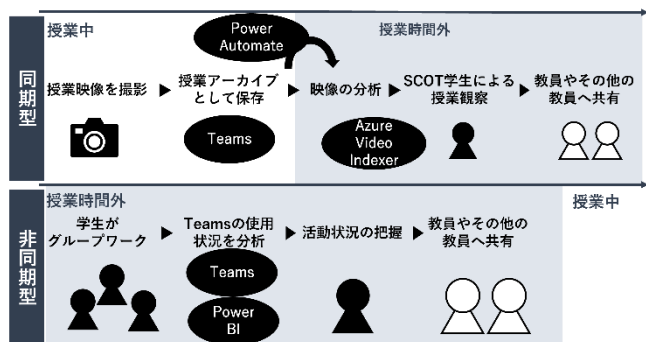 授業中
授業時間外
同期型
Power
Automate
授業映像を撮影
授業アーカイブ
として保存
映像の分析
SCOT学生による
授業観察
教員やその他の
教員へ共有
Teams
Azure
Video
Indexer
授業時間外
授業中
非同期型
学生が
グループワーク
Teamsの使用
状況を分析
活動状況の把握
教員やその他の
教員へ共有
Teams
Power
BI